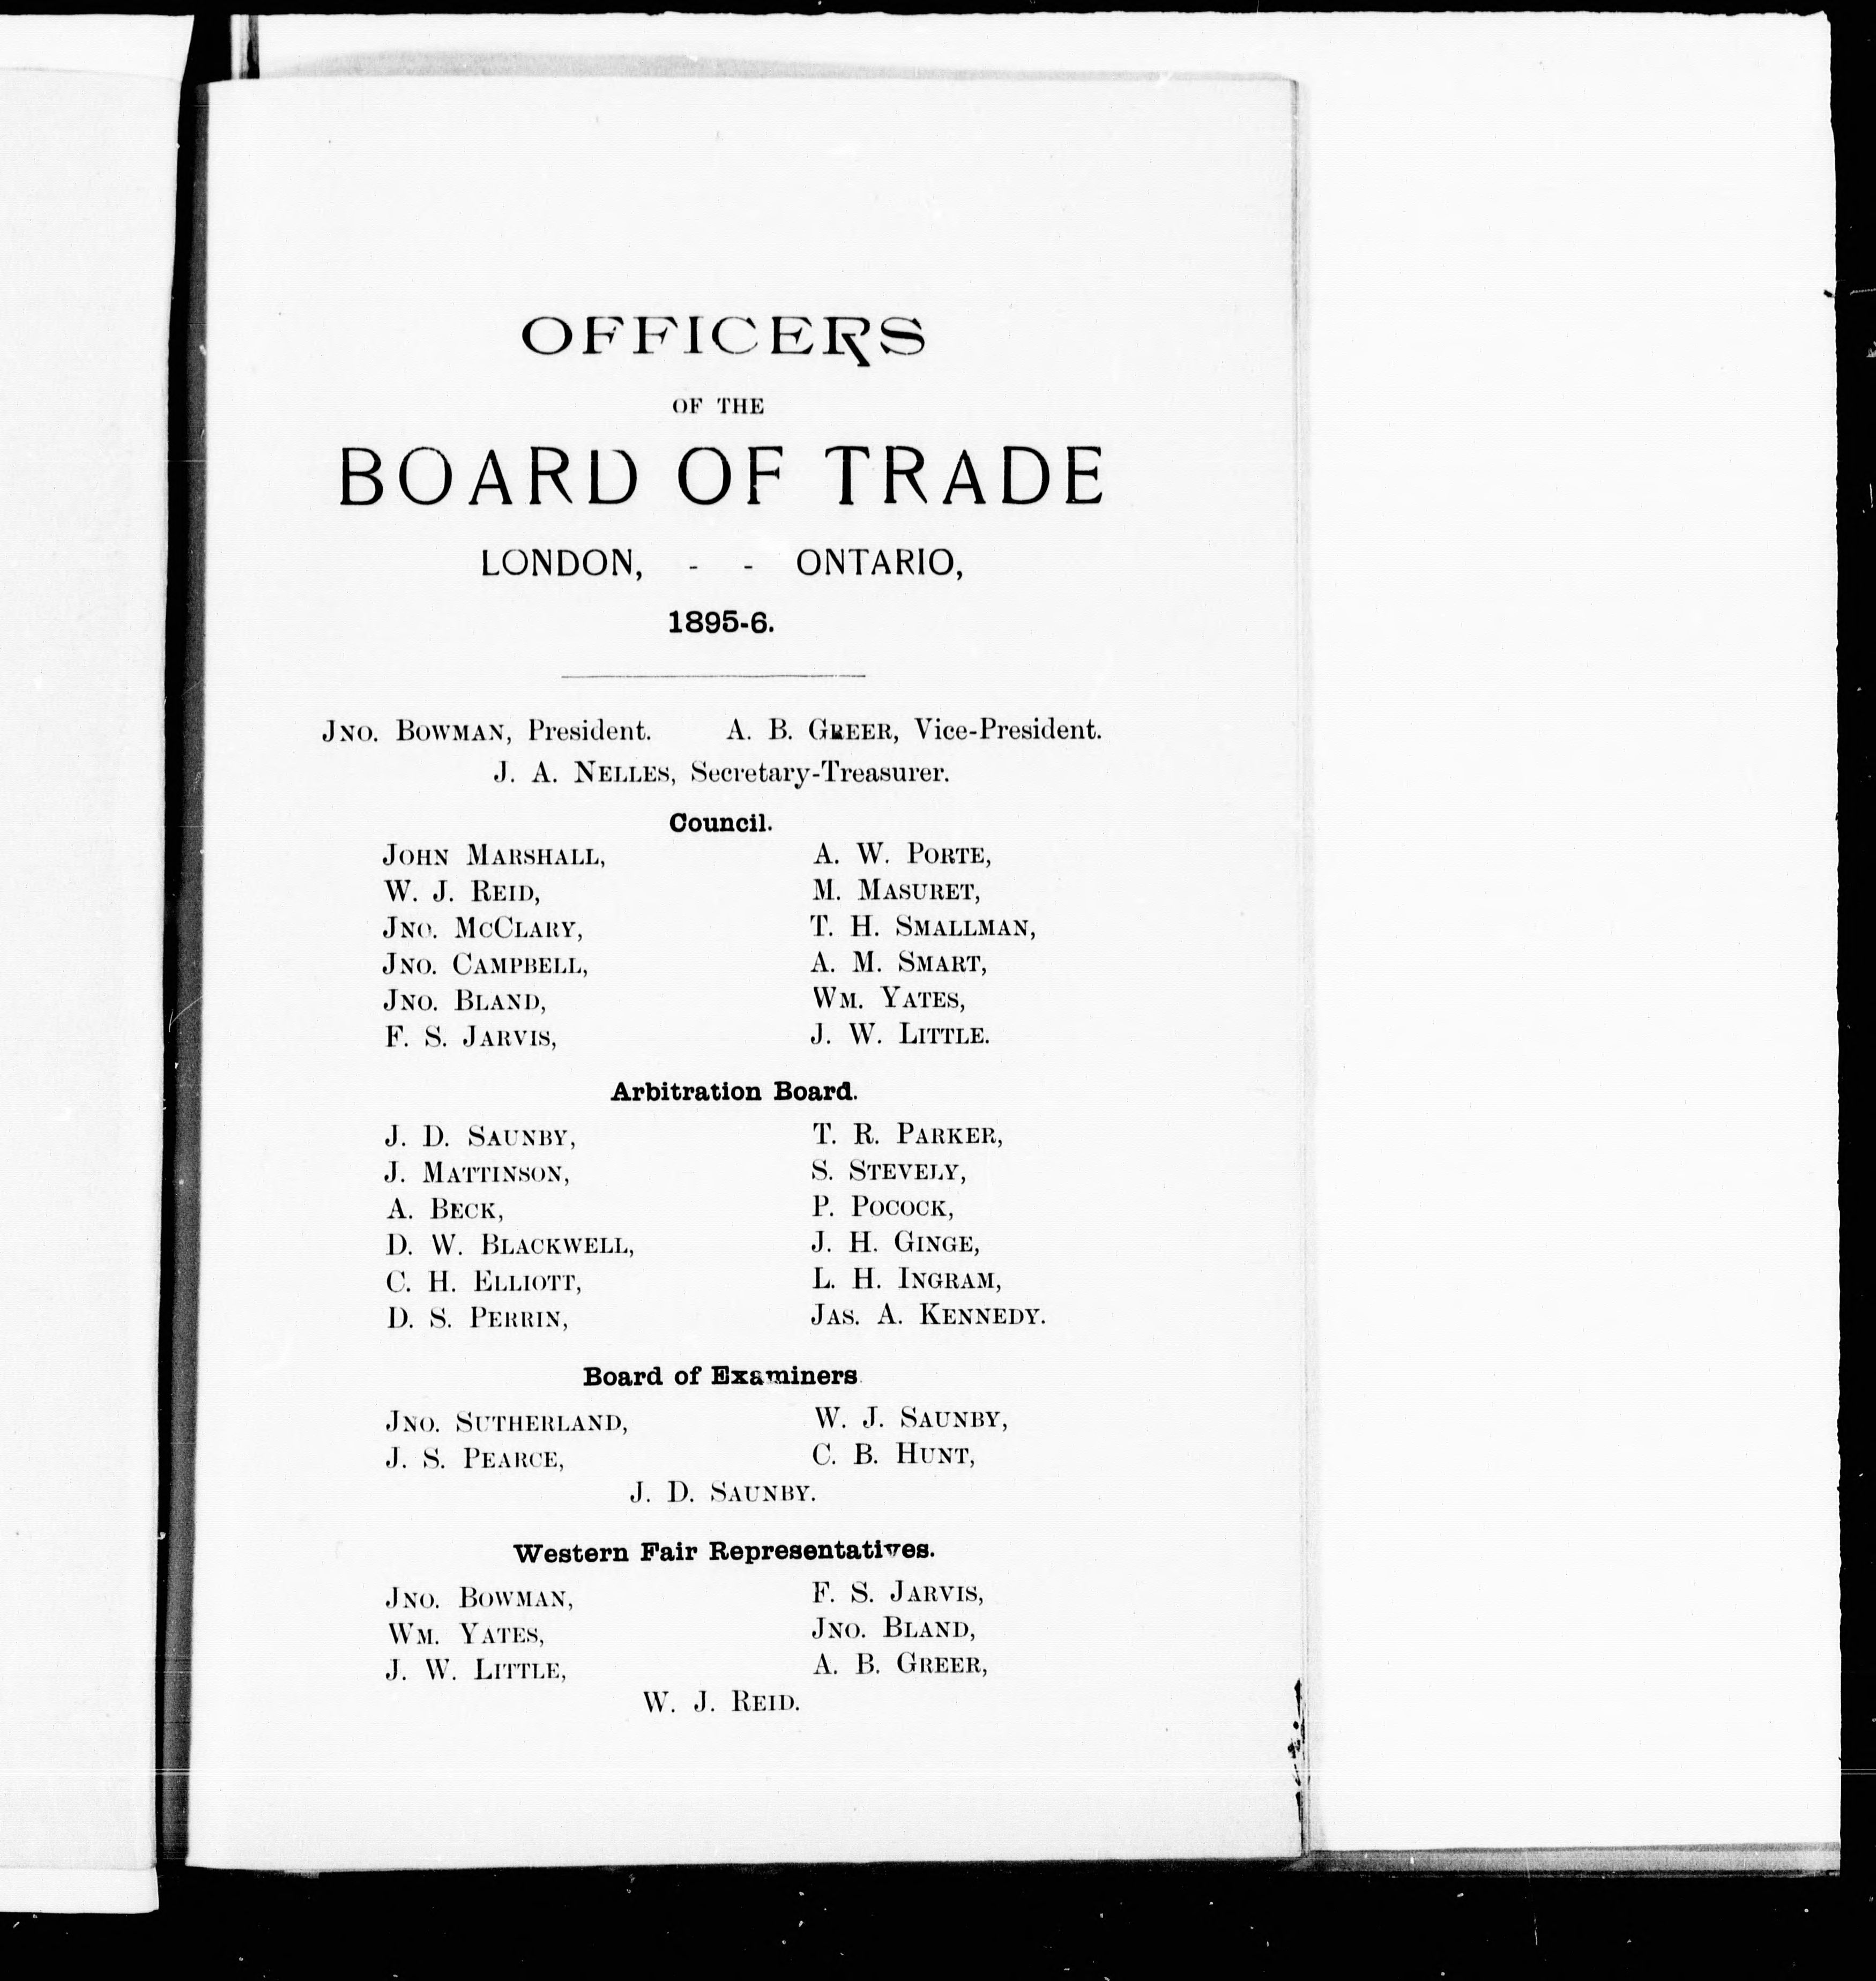 OFFICERS
OF THE
BOARD OF TRADE
LONDON, - - ONTARIO,
1895-6.
JNO. BOWMAN, President. A. B. GREER, Vice-President.
J. A. NELLES, Secretary-Treasurer.
Council.
JOHN MARSHALL, A. W. PORTE,
W. J. REID, M. MASURET,
JNO. MCCLARY, T. H. SMALLMAN,
JNO. CAMPBELL, A. M. SMART,
JNO. BLAND, WM. YATES,
F. S. JARVIS, J. W. LITTLE.
Arbitration Board.
J. D. SAUNBY, T. R. PARKER,
J. MATTINSON, S. STEVELY,
A. BECK, P. POCOCK,
D. W. BLACKWELL, J. H. GINGE,
C. H. ELLIOTT, L. H. INGRAM,
D. S. PERRIN, JAS. A. KENNEDY.
Board of Examiners.
JNO. SUTHERLAND, W. J. SAUNBY,
J. S. PEARCE, C. B. HUNT,
J. D. SAUNBY.
Western Fair Representatives.
JNO. BOWMAN, F. S. JARVIS,
WM. YATES, JNO. BLAND,
J. W. LITTLE, A. B. GREER,
W. J. REID.